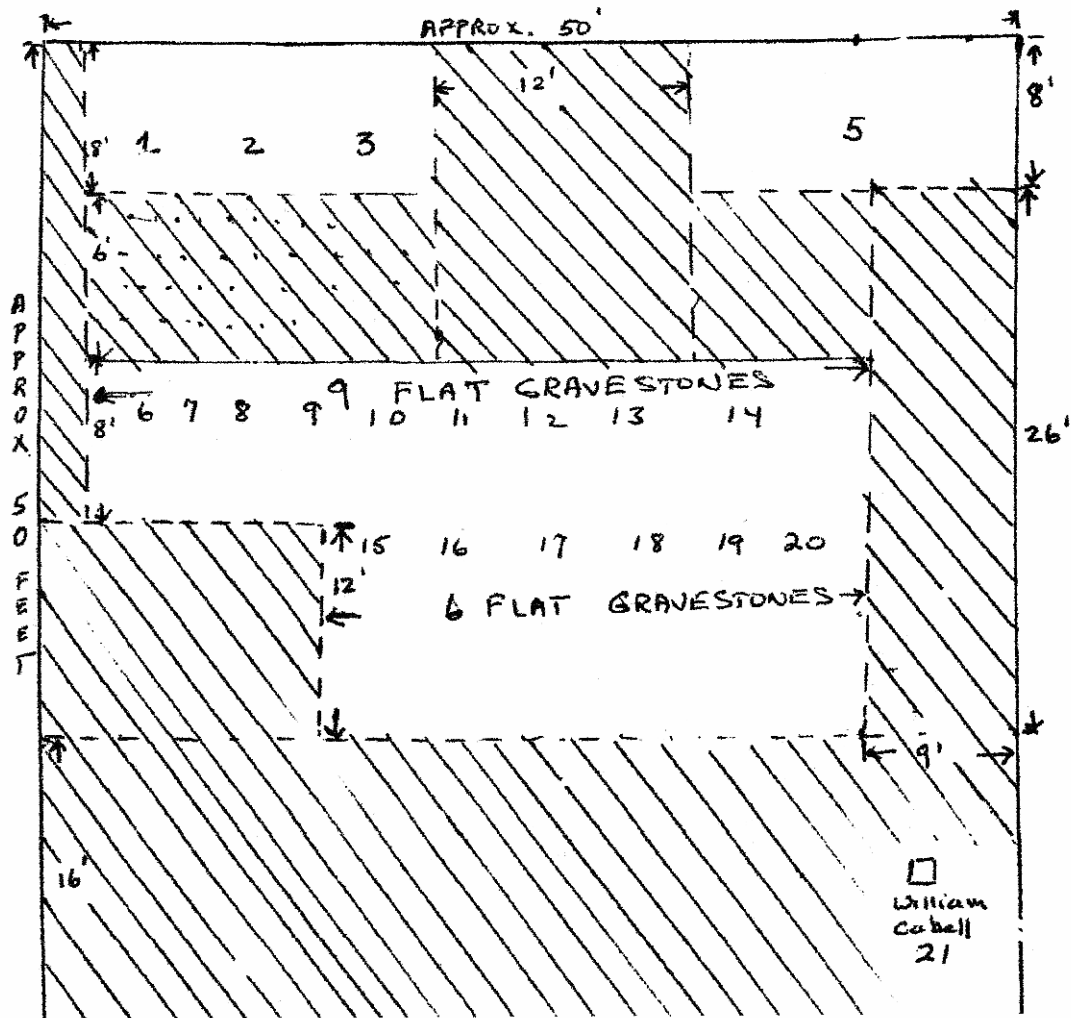 APPROX. 50'
12'
8'
8' 1 2 3 5
6'
APPROX 50 FEET
9 FLAT GRAVESTONES
8' 6 7 8 9 10 11 12 13 14
26'
15 16 17 18 19 20
12'
6 FLAT GRAVESTONES
9'
16'
William
Cabell
21